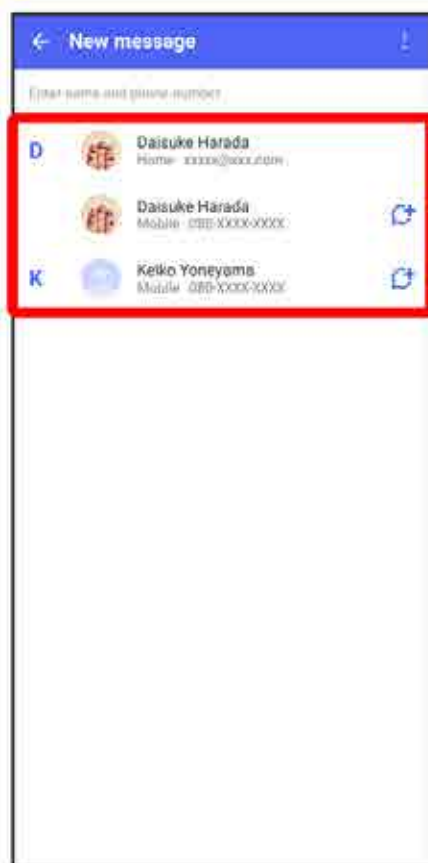 New message
Enter name and phone number
D
Daisuke Harada
Home xxxxx@xxx.com
Daisuke Harada
Mobile 080-XXXX-XXXX
K
Keiko Yoneyama
Mobile 080-XXXX-XXXX